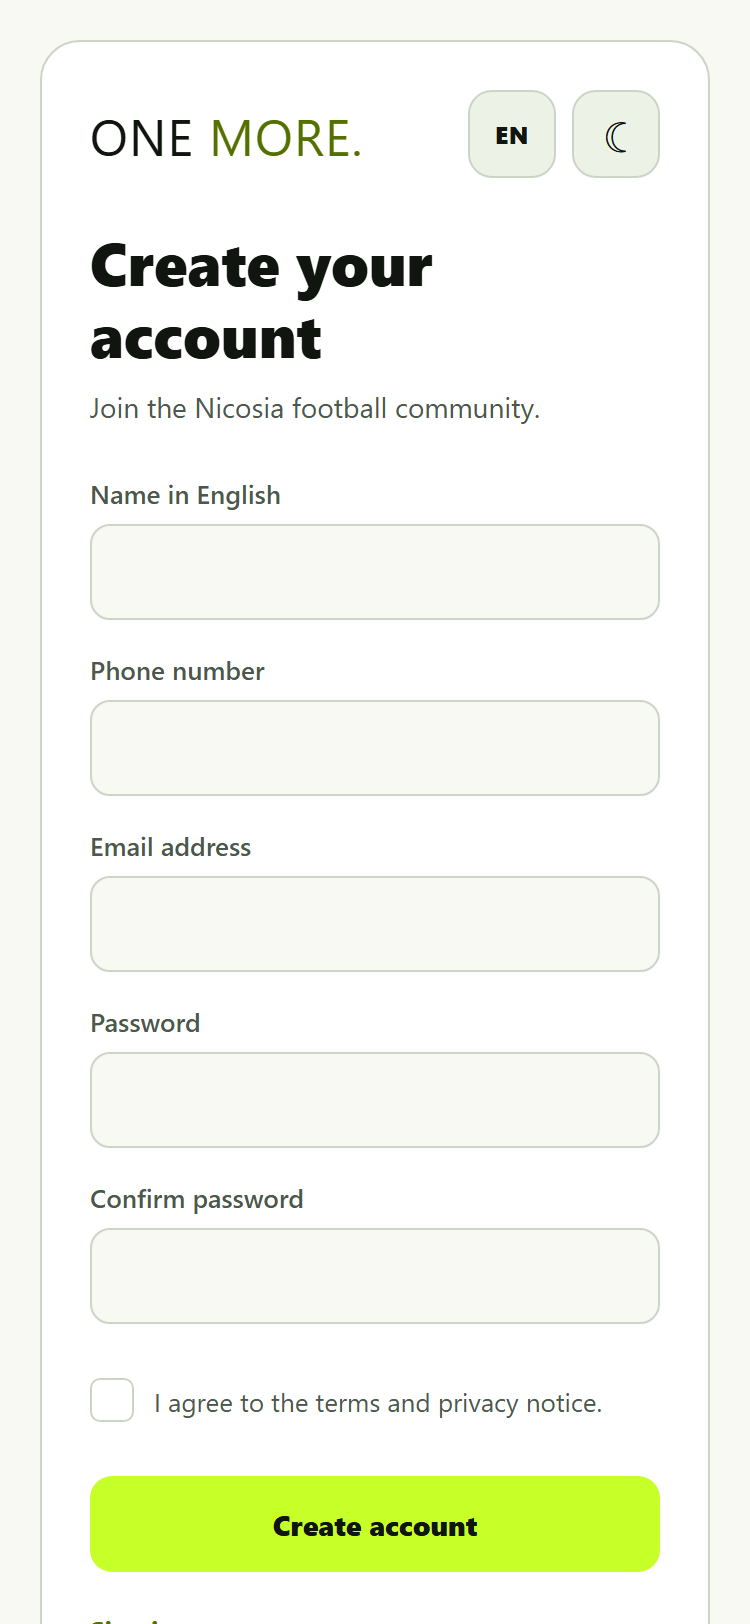 ONE MORE.
EN
Create your
account
Join the Nicosia football community.
Name in English
Phone number
Email address
Password
Confirm password
I agree to the terms and privacy notice.
Create account